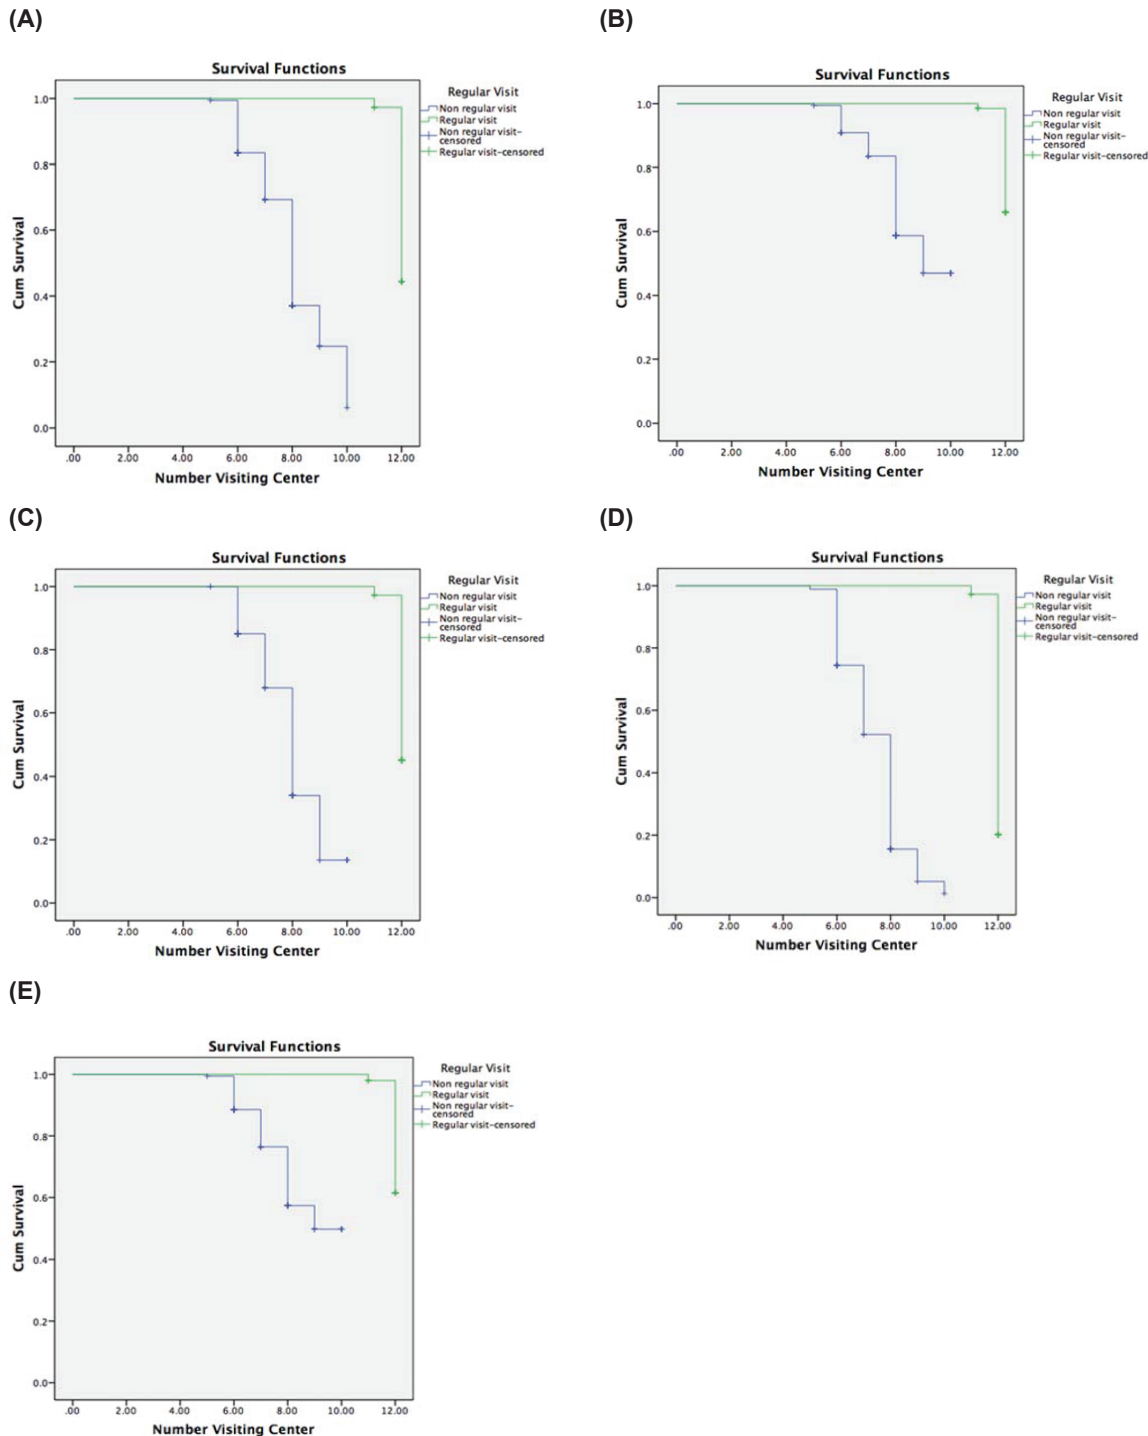 (A)
Survival Functions
Regular Visit
Non regular visit
Regular visit
Non regular visit-
censored
Regular visit-censored
1.0
0.8
0.6
0.4
0.2
0.0
Cum Survival
.00 2.00 4.00 6.00 8.00 10.00 12.00
Number Visiting Center
(B)
Survival Functions
Regular Visit
Non regular visit
Regular visit
Non regular visit-
censored
Regular visit-censored
1.0
0.8
0.6
0.4
0.2
0.0
Cum Survival
.00 2.00 4.00 6.00 8.00 10.00 12.00
Number Visiting Center
(C)
Survival Functions
Regular Visit
Non regular visit
Regular visit
Non regular visit-
censored
Regular visit-censored
1.0
0.8
0.6
0.4
0.2
0.0
Cum Survival
.00 2.00 4.00 6.00 8.00 10.00 12.00
Number Visiting Center
(D)
Survival Functions
Regular Visit
Non regular visit
Regular visit
Non regular visit-
censored
Regular visit-censored
1.0
0.8
0.6
0.4
0.2
0.0
Cum Survival
.00 2.00 4.00 6.00 8.00 10.00 12.00
Number Visiting Center
(E)
Survival Functions
Regular Visit
Non regular visit
Regular visit
Non regular visit-
censored
Regular visit-censored
1.0
0.8
0.6
0.4
0.2
0.0
Cum Survival
.00 2.00 4.00 6.00 8.00 10.00 12.00
Number Visiting Center